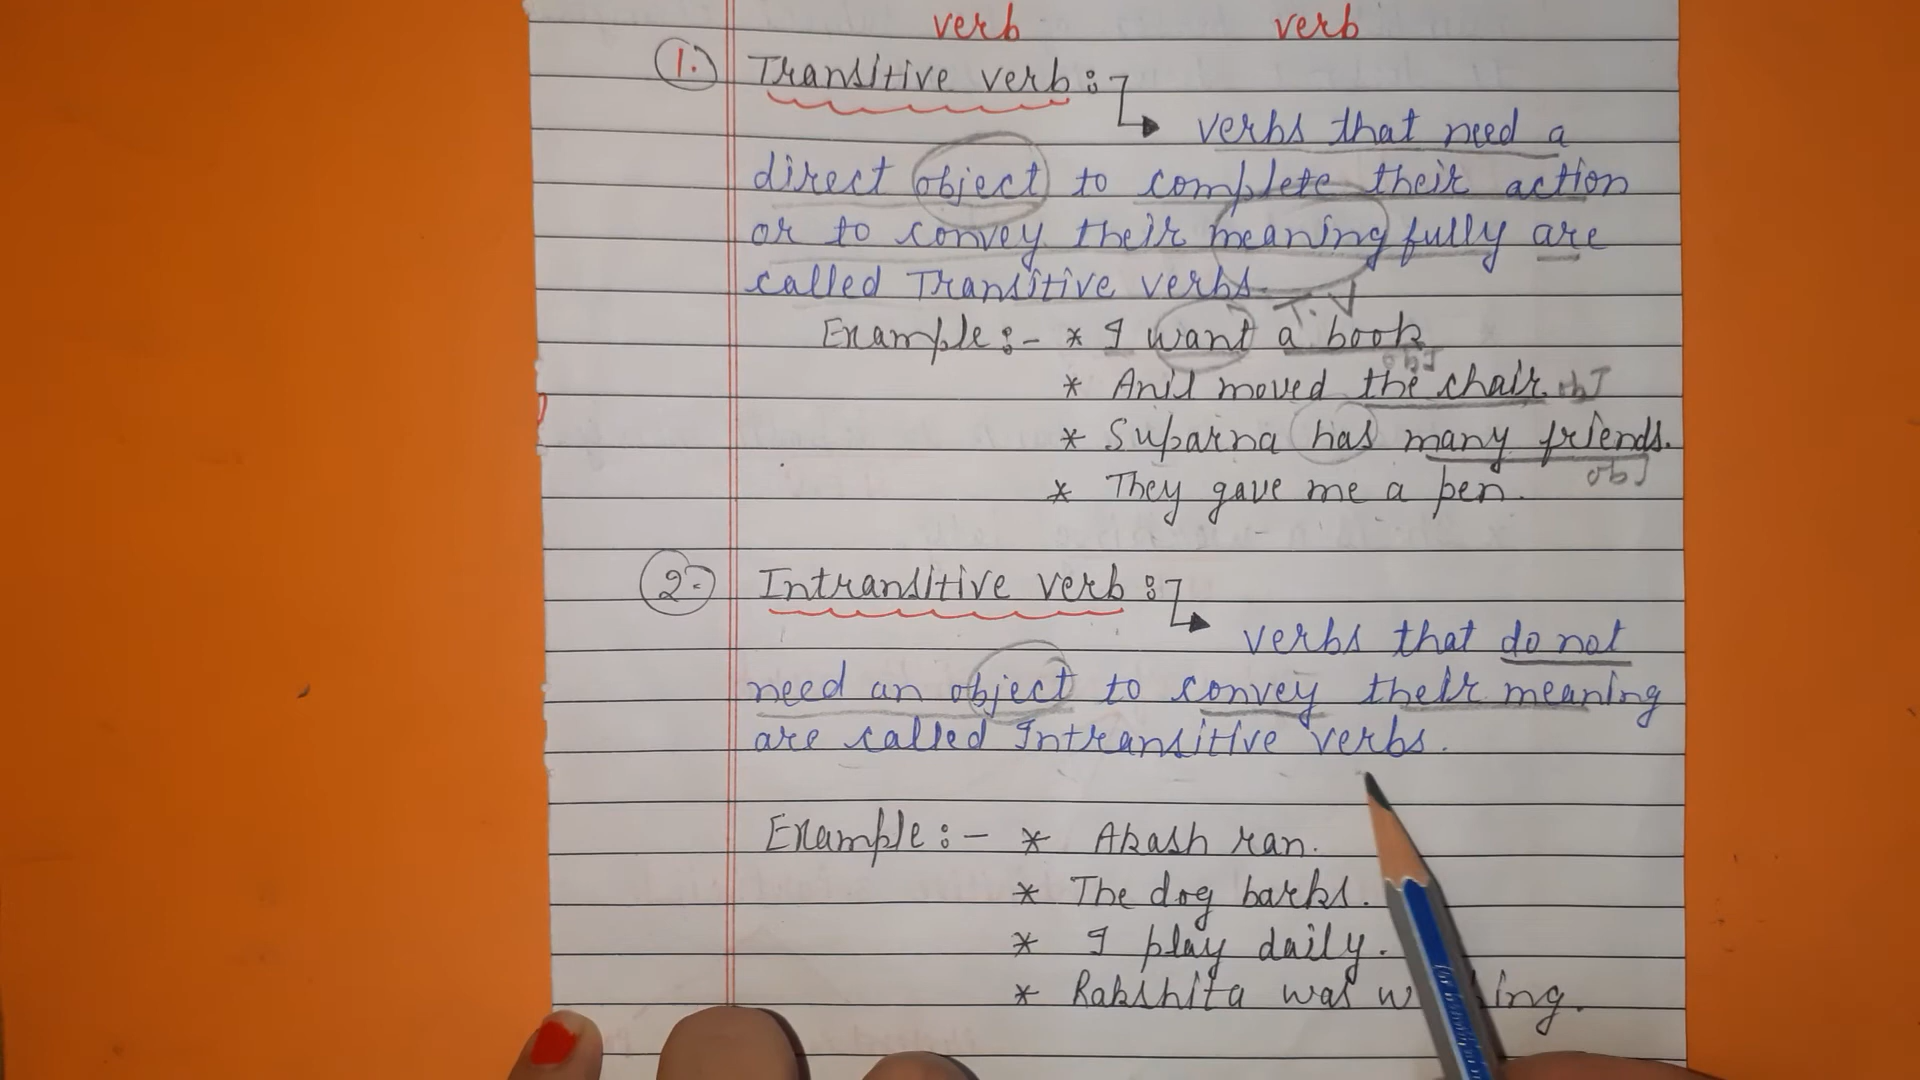 verb verb
1. Transitive verb :
verbs that need a
direct object to complete their action
or to convey their meaning fully are
called Transitive verbs.
T.V
Example :- * I want a book
obj
* Anil moved the chair. obj
* Suparna has many friends.
obj
* They gave me a pen.
2. Intransitive verb :
verbs that do not
need an object to convey their meaning
are called Intransitive verbs.
Example :- * Akash ran.
* The dog barks.
* I play daily.
* Rakshita was